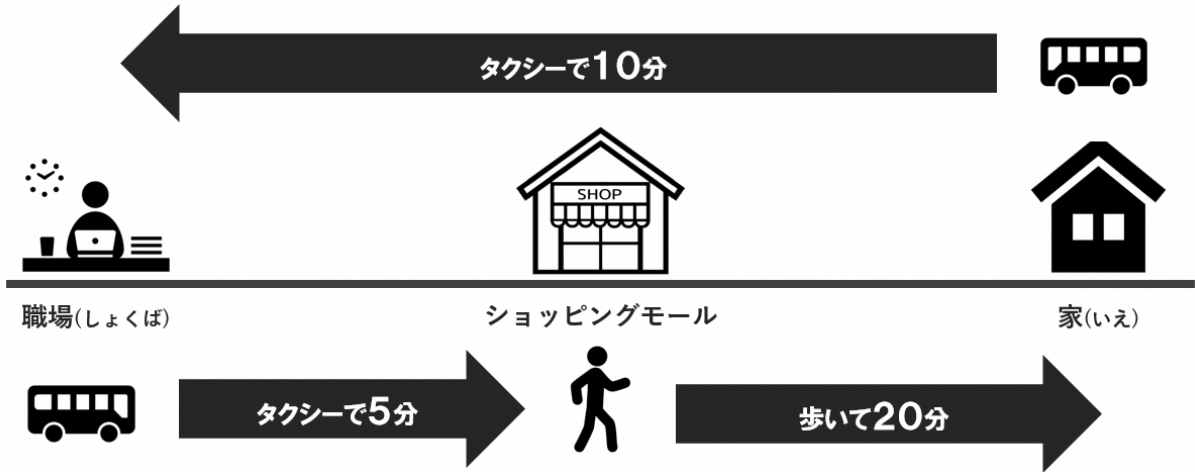 タクシーで10分
SHOP
職場(しょくば)
ショッピングモール
家(いえ)
タクシーで5分
歩いて20分